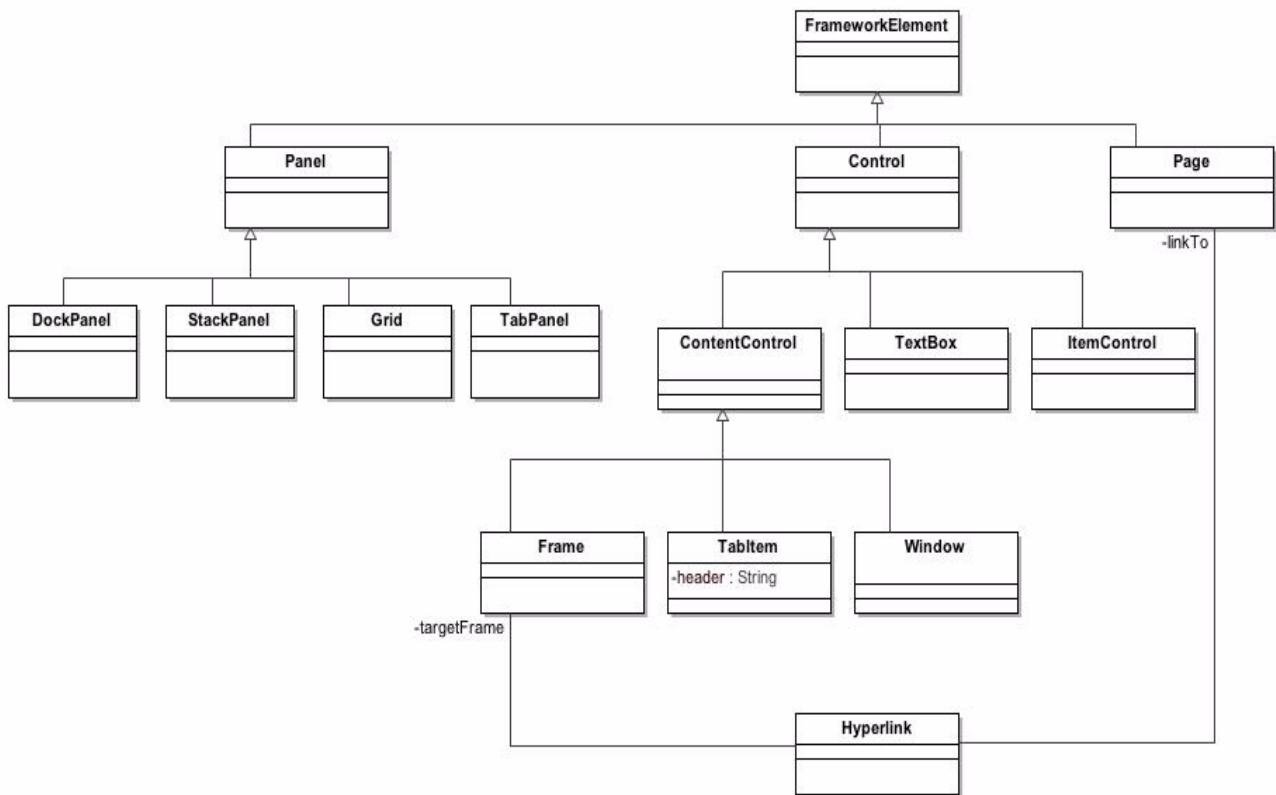 FrameworkElement
Panel
Control
Page
-linkTo
DockPanel
StackPanel
Grid
TabPanel
ContentControl
TextBox
ItemControl
Frame
TabItem
Window
-header : String
-targetFrame
Hyperlink